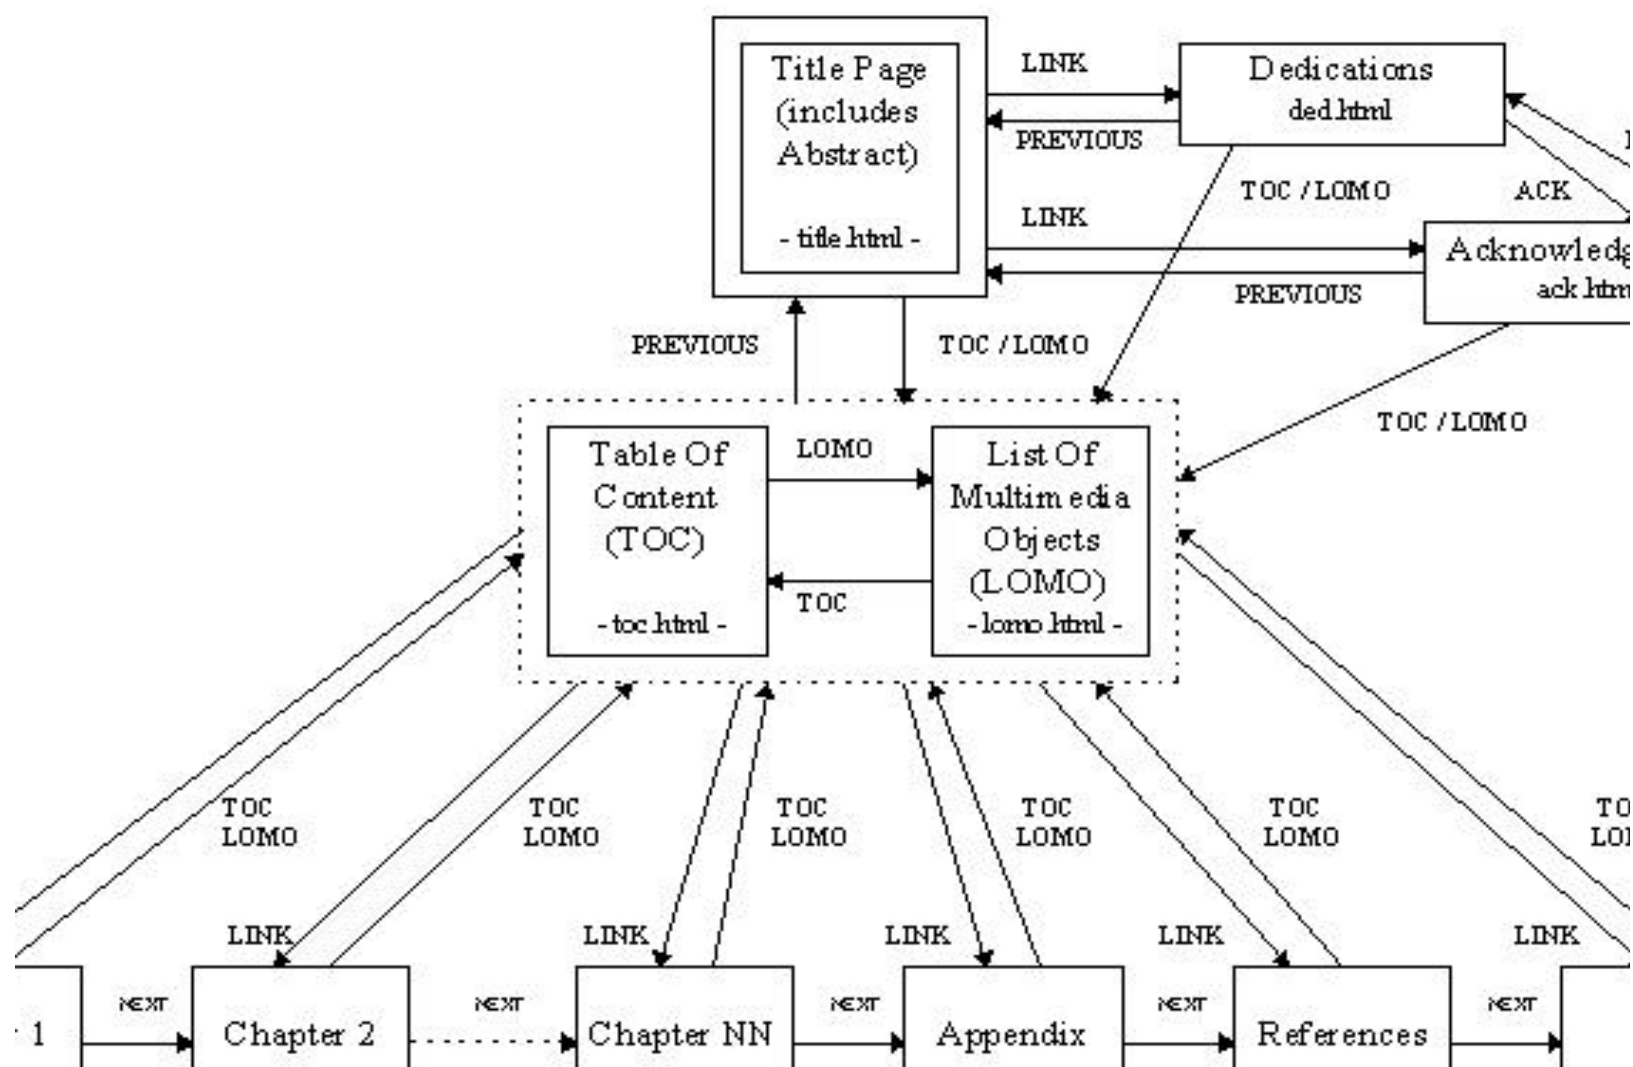 Title Page
(includes
Abstract)
- title.html -
LINK
PREVIOUS
Dedications
ded.html
TOC / LOMO
ACK
LINK
PREVIOUS
Acknowledg
ack.htm
PREVIOUS
TOC / LOMO
TOC / LOMO
Table Of
Content
(TOC)
- toc.html -
LOMO
TOC
List Of
Multimedia
Objects
(LOMO)
- lomo.html -
TOC
LOMO
TOC
LOMO
TOC
LOMO
TOC
LOMO
TOC
LOMO
TO
LO
LINK
LINK
LINK
LINK
LINK
1
NEXT
Chapter 2
NEXT
Chapter NN
NEXT
Appendix
NEXT
References
NEXT